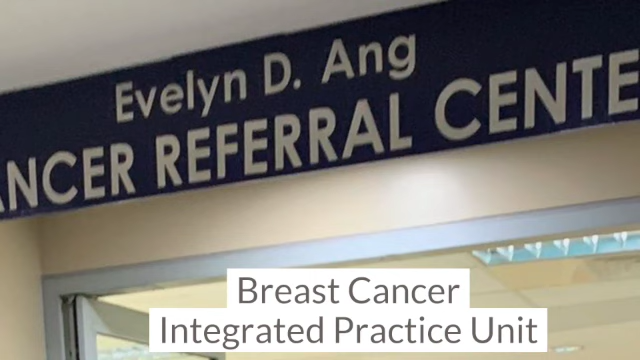 Evelyn D. Ang
ANCER REFERRAL CENTE
Breast Cancer
Integrated Practice Unit